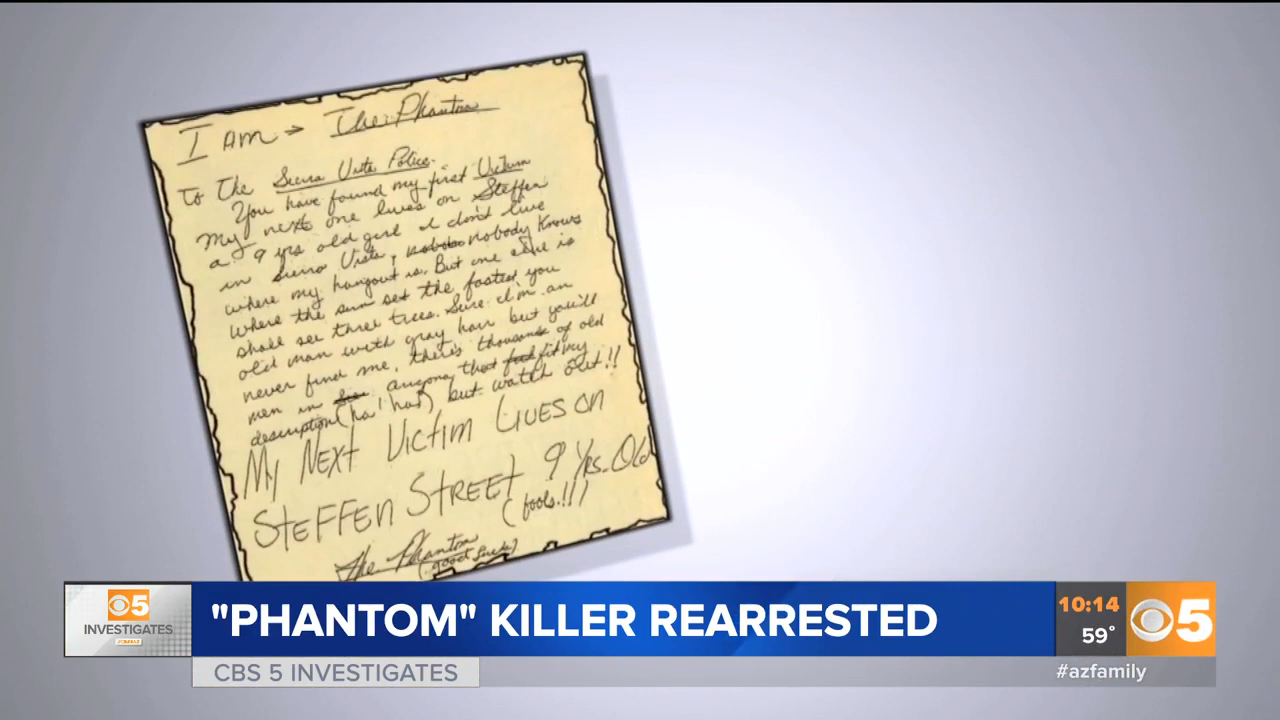 I AM → The Phantom
To The Sierra Vista Police.
You have found my first Victum
My next one lives on Steffen
a 9 yrs old girl I don't live
in Sierra Vista, nobody Knows
where my hangout is. But one clue is
where the sun set the fastest you
shall see three trees. Sure I'm an
old man with gray hair but you'll
never find me, there's thousands of old
men in anyong that fit my
description (ha! ha!) but watch out!!
My Next Victim Lives on
STEFFEN STREET 9 Yrs. Old
(fools!!!)
The Phantom
(good luck)
5
INVESTIGATES
"PHANTOM" KILLER REARRESTED
10:14
59°
5
CBS 5 INVESTIGATES
#azfamily